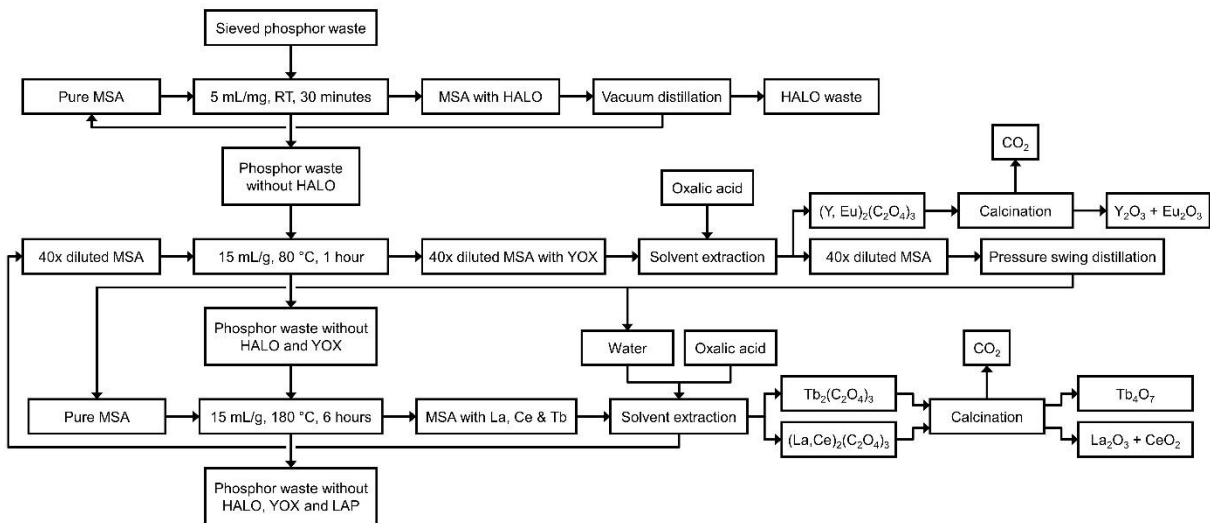 Sieved phosphor waste
Pure MSA
5 mL/mg, RT, 30 minutes
MSA with HALO
Vacuum distillation
HALO waste
Phosphor waste
without HALO
Oxalic acid
CO₂
(Y, Eu)₂(C₂O₄)₃
Calcination
Y₂O₃ + Eu₂O₃
40x diluted MSA
15 mL/g, 80 °C, 1 hour
40x diluted MSA with YOX
Solvent extraction
40x diluted MSA
Pressure swing distillation
Phosphor waste without
HALO and YOX
Water
Oxalic acid
CO₂
Pure MSA
15 mL/g, 180 °C, 6 hours
MSA with La, Ce & Tb
Solvent extraction
Tb₂(C₂O₄)₃
(La,Ce)₂(C₂O₄)₃
Calcination
Tb₄O₇
La₂O₃ + CeO₂
Phosphor waste without
HALO, YOX and LAP